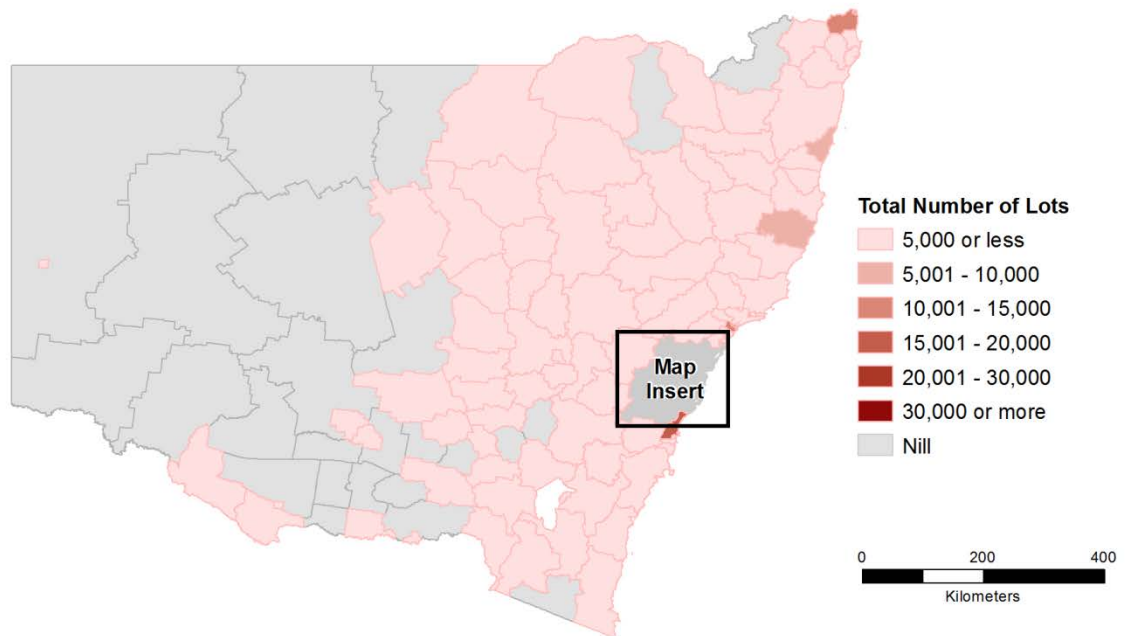 Map
Insert
Total Number of Lots
5,000 or less
5,001 - 10,000
10,001 - 15,000
15,001 - 20,000
20,001 - 30,000
30,000 or more
Nill
0 200 400
Kilometers